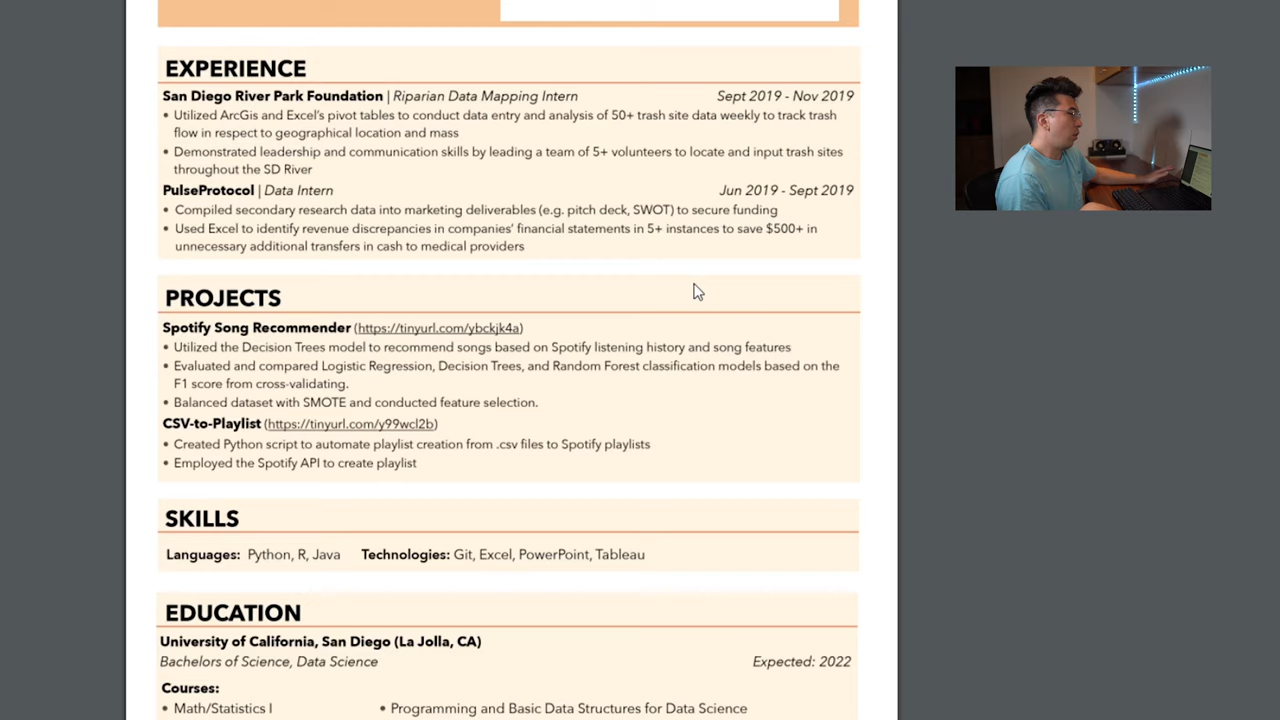 EXPERIENCE
San Diego River Park Foundation | Riparian Data Mapping Intern Sept 2019 - Nov 2019
• Utilized ArcGis and Excel's pivot tables to conduct data entry and analysis of 50+ trash site data weekly to track trash
flow in respect to geographical location and mass
• Demonstrated leadership and communication skills by leading a team of 5+ volunteers to locate and input trash sites
throughout the SD River
PulseProtocol | Data Intern Jun 2019 - Sept 2019
• Compiled secondary research data into marketing deliverables (e.g. pitch deck, SWOT) to secure funding
• Used Excel to identify revenue discrepancies in companies' financial statements in 5+ instances to save $500+ in
unnecessary additional transfers in cash to medical providers
PROJECTS
Spotify Song Recommender (https://tinyurl.com/ybckjk4a)
• Utilized the Decision Trees model to recommend songs based on Spotify listening history and song features
• Evaluated and compared Logistic Regression, Decision Trees, and Random Forest classification models based on the
F1 score from cross-validating.
• Balanced dataset with SMOTE and conducted feature selection.
CSV-to-Playlist (https://tinyurl.com/y99wcl2b)
• Created Python script to automate playlist creation from .csv files to Spotify playlists
• Employed the Spotify API to create playlist
SKILLS
Languages: Python, R, Java Technologies: Git, Excel, PowerPoint, Tableau
EDUCATION
University of California, San Diego (La Jolla, CA)
Bachelors of Science, Data Science Expected: 2022
Courses:
• Math/Statistics I • Programming and Basic Data Structures for Data Science